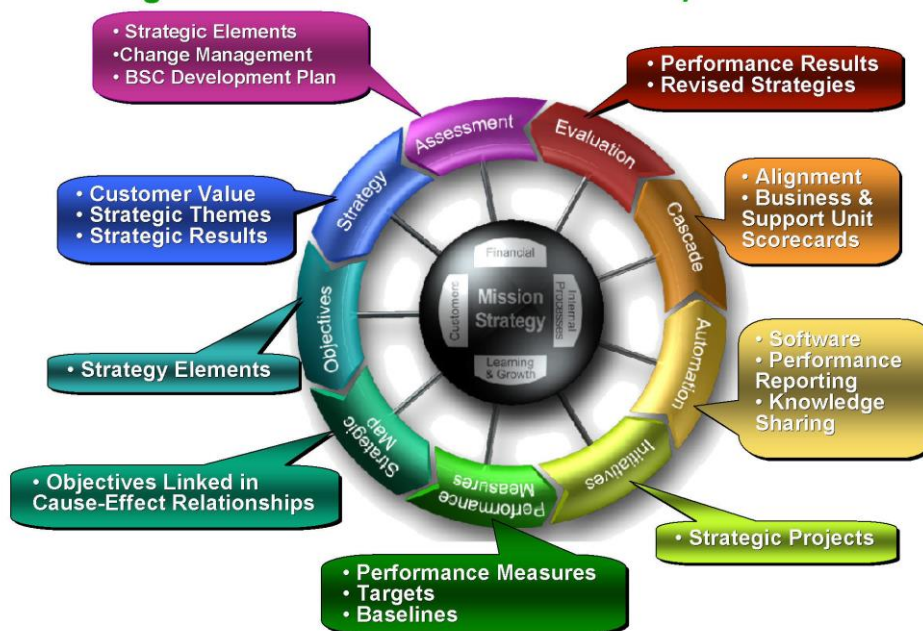 • Strategic Elements
•Change Management
• BSC Development Plan
• Performance Results
• Revised Strategies
Assessment
Evaluation
Strategy
• Customer Value
• Strategic Themes
• Strategic Results
Cascade
• Alignment
• Business &
Support Unit
Scorecards
Financial
Customers
Mission
Strategy
Internal
Processes
Learning
& Growth
Objectives
• Strategy Elements
Automation
• Software
• Performance
Reporting
• Knowledge
Sharing
Strategic
Map
• Objectives Linked in
Cause-Effect Relationships
Performance
Measures
• Performance Measures
• Targets
• Baselines
Initiatives
• Strategic Projects